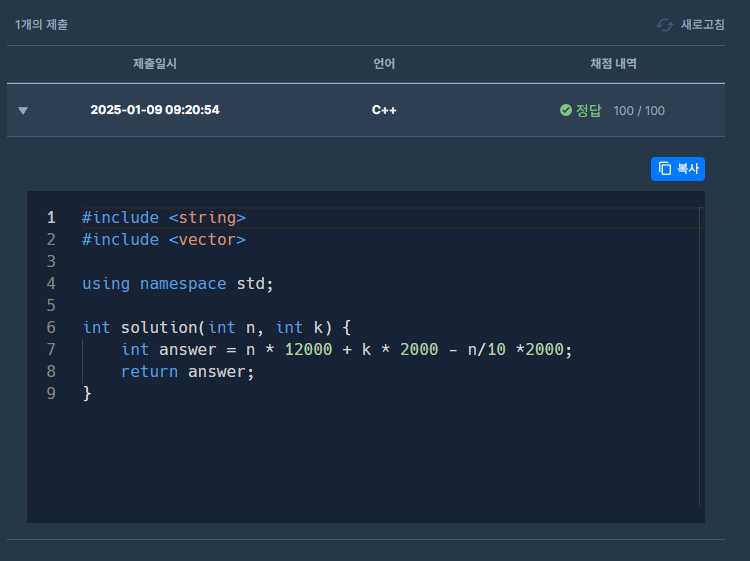 1개의 제출 새로고침
제출일시 언어 채점 내역
2025-01-09 09:20:54 C++ 정답 100 / 100
복사
1 #include <string>
2 #include <vector>
3
4 using namespace std;
5
6 int solution(int n, int k) {
7     int answer = n * 12000 + k * 2000 - n/10 *2000;
8     return answer;
9 }